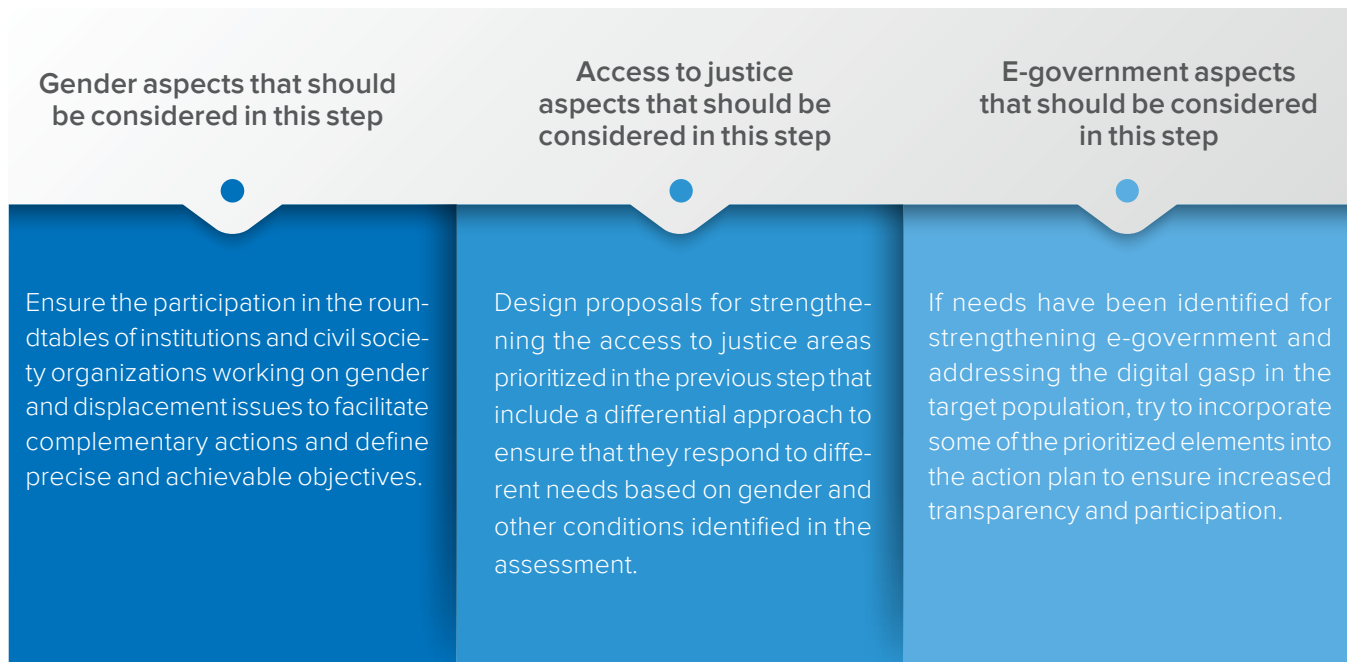 Gender aspects that should
be considered in this step
Ensure the participation in the roun-
dtables of institutions and civil socie-
ty organizations working on gender
and displacement issues to facilitate
complementary actions and define
precise and achievable objectives.
Access to justice
aspects that should be
considered in this step
Design proposals for strengthe-
ning the access to justice areas
prioritized in the previous step that
include a differential approach to
ensure that they respond to diffe-
rent needs based on gender and
other conditions identified in the
assessment.
E-government aspects
that should be considered
in this step
If needs have been identified for
strengthening e-government and
addressing the digital gasp in the
target population, try to incorporate
some of the prioritized elements into
the action plan to ensure increased
transparency and participation.